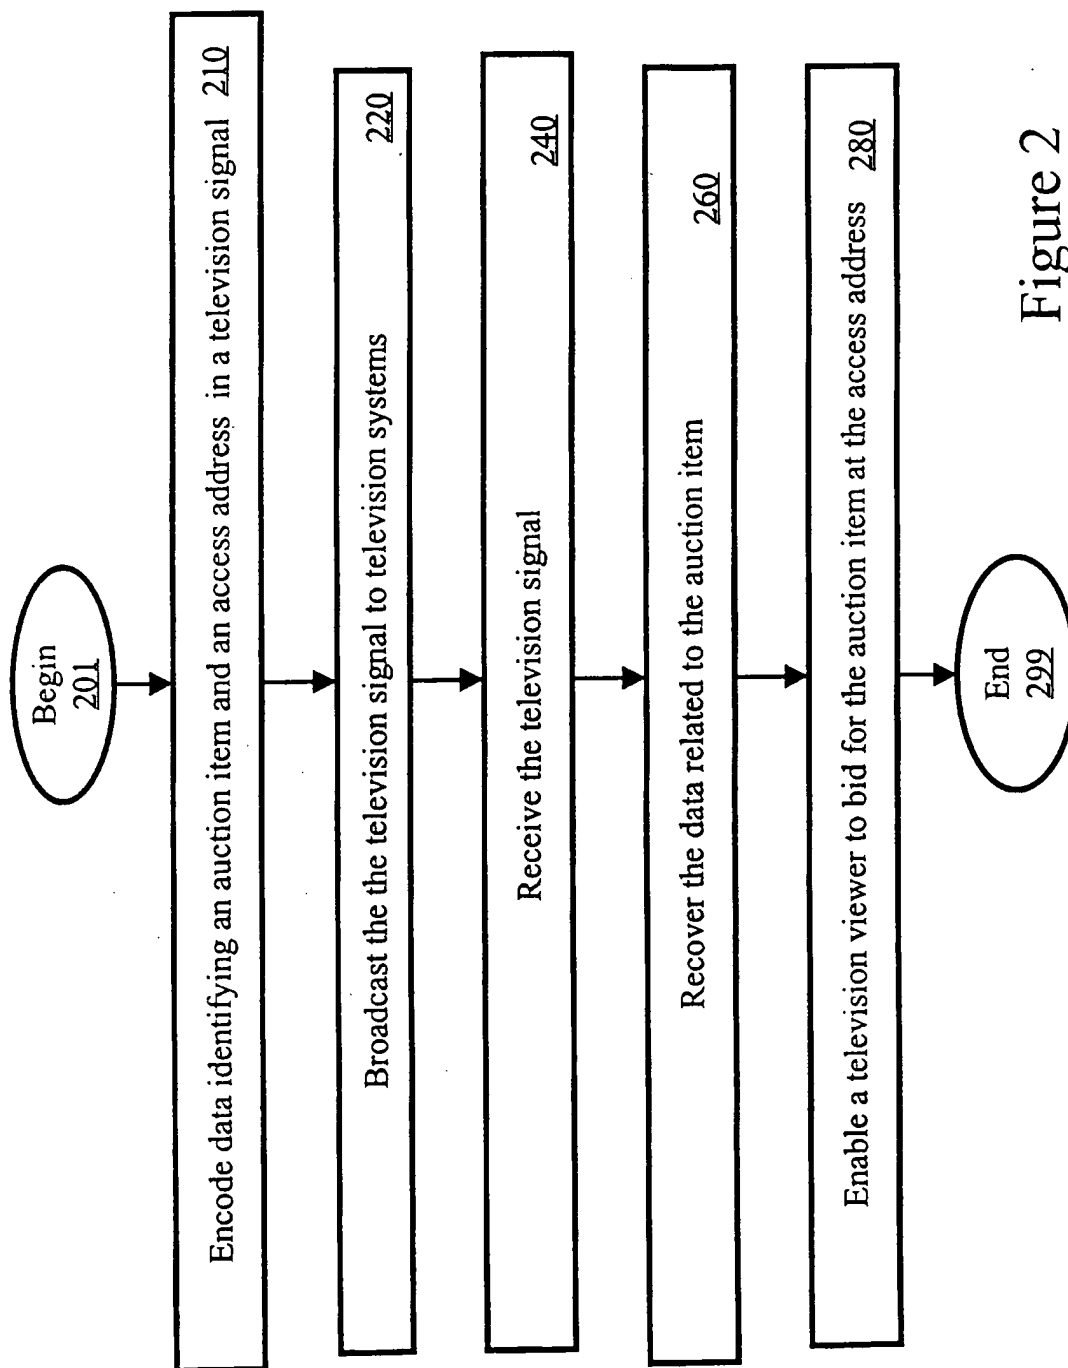 Begin
201
Encode data identifying an auction item and an access address in a television signal 210
Broadcast the the television signal to television systems 220
Receive the television signal 240
Recover the data related to the auction item 260
Enable a television viewer to bid for the auction item at the access address 280
End
299
Figure 2